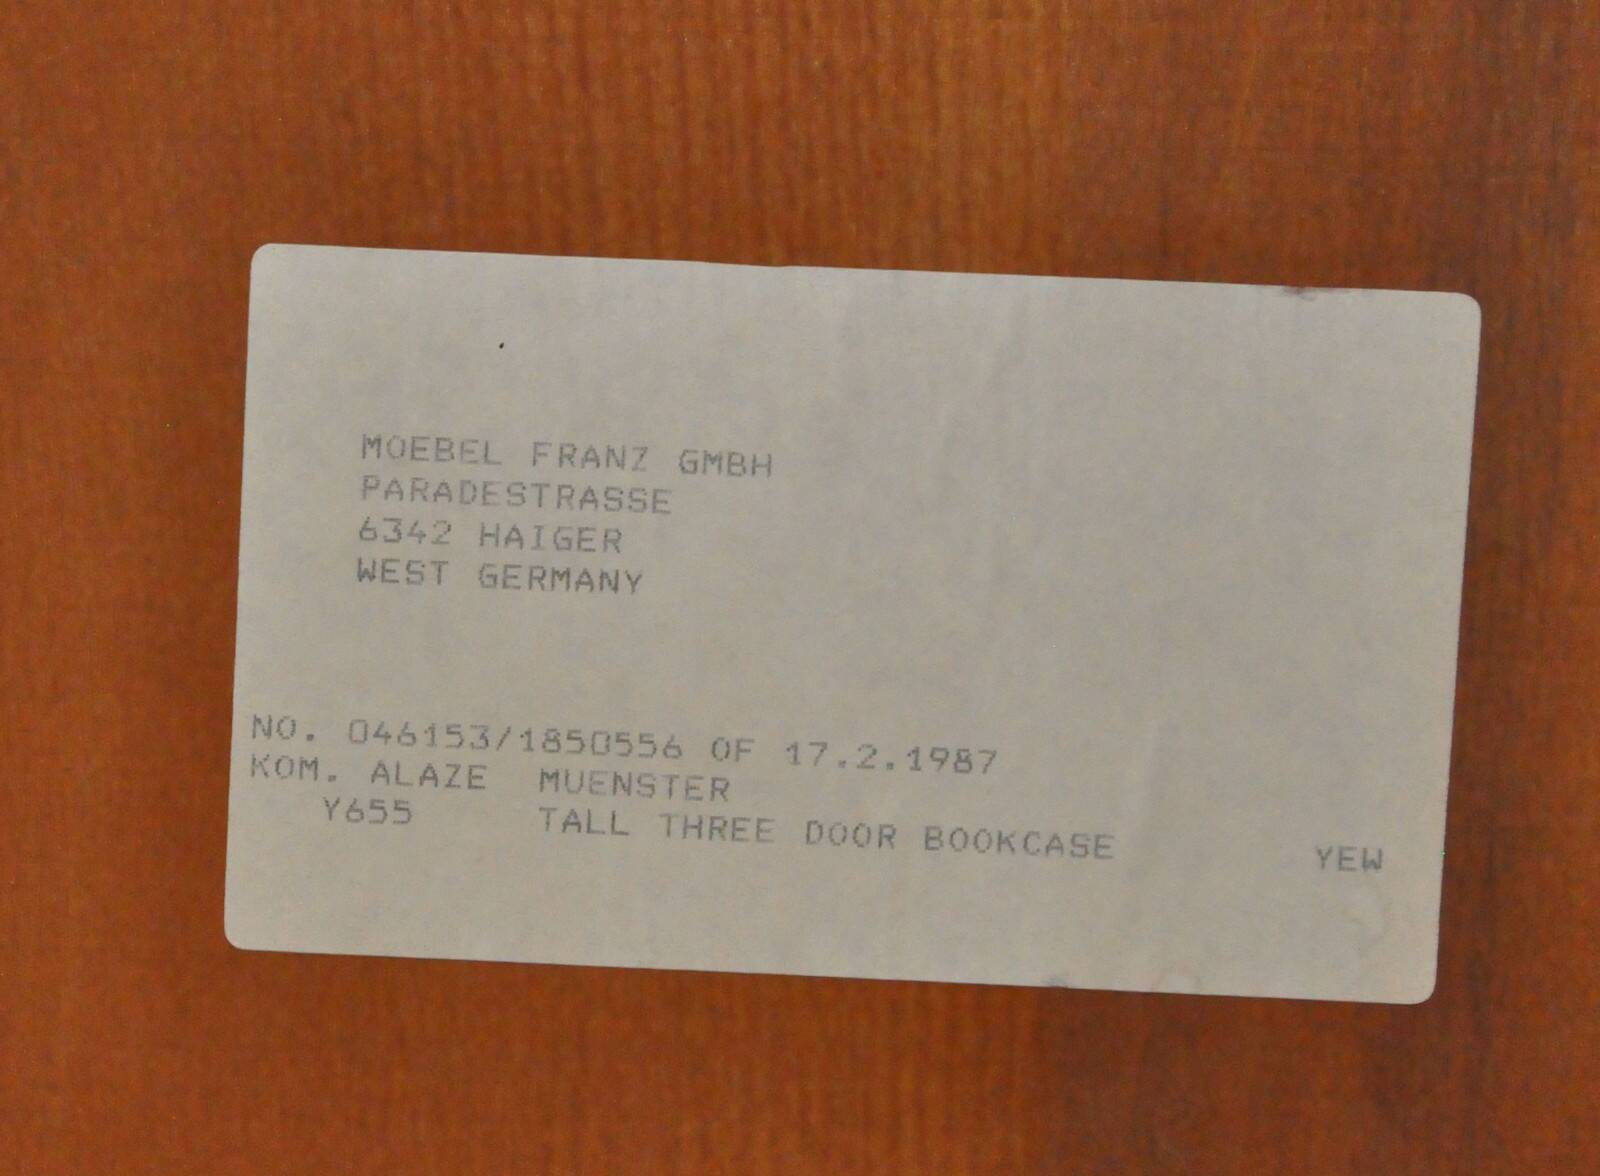 MOEBEL FRANZ GMBH
PARADESTRASSE
6342 HAIGER
WEST GERMANY
NO. 046153/1850556 OF 17.2.1987
KOM. ALAZE MUENSTER
Y655 TALL THREE DOOR BOOKCASE YEW